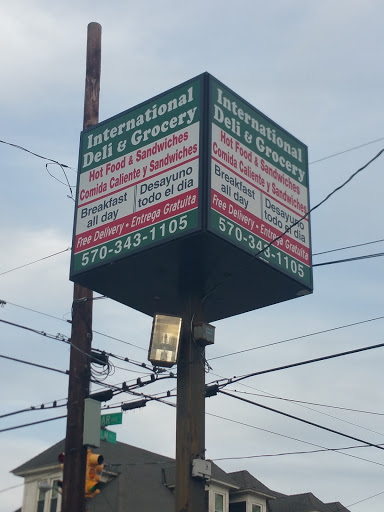 International
Deli & Grocery
Hot Food & Sandwiches
Comida Caliente y Sandwiches
Breakfast
all day
Desayuno
todo el dia
Free Delivery • Entrega Gratuita
570-343-1105
International
Deli & Grocery
Hot Food & Sandwiches
Comida Caliente y Sandwiches
Breakfast
all day
Desayuno
todo el dia
Free Delivery • Entrega Gratuita
570-343-1105